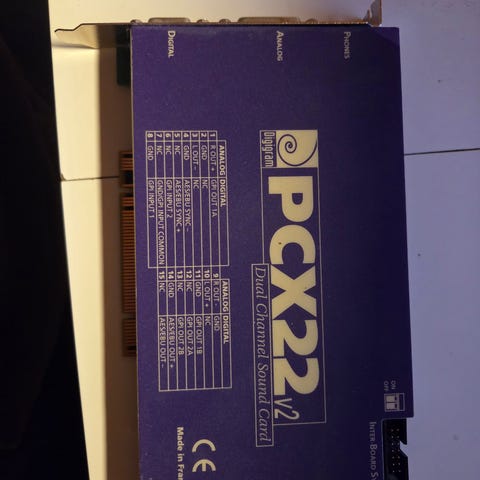 PHONES
ON
OFF
INTER-BOARD
ANALOG
Digigram
PCX22 v2
Dual Channel Sound Card
ANALOG DIGITAL
1 R OUT + GPI OUT 1A
2 GND NC
3 L OUT - NC
4 GND AES/EBU SYNC -
5 NC AES/EBU SYNC +
6 NC GPI INPUT 2
7 NC GND/GPI INPUT COMMON
8 GND GPI INPUT 1
ANALOG DIGITAL
9 R OUT - GND
10 L OUT + NC
11 GND GPI OUT 1B
12 NC GPI OUT 2A
13 NC GPI OUT 2B
14 GND AES/EBU OUT +
15 NC AES/EBU OUT -
CE
Made in Fran
DIGITAL